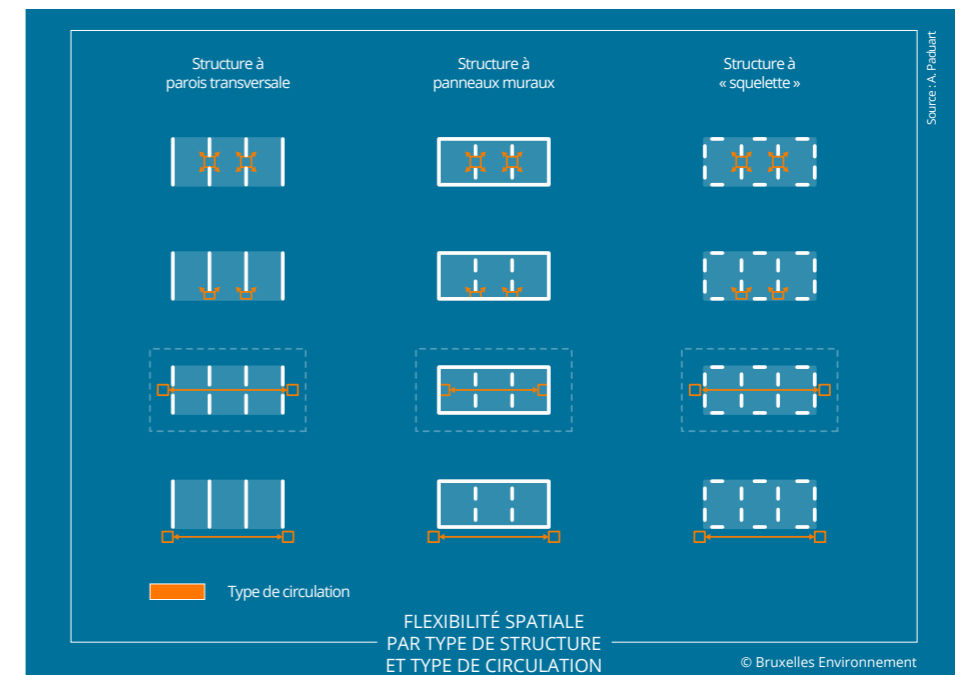 Structure à
parois transversale
Structure à
panneaux muraux
Structure à
« squelette »
Source : A. Paduart
Type de circulation
FLEXIBILITÉ SPATIALE
PAR TYPE DE STRUCTURE
ET TYPE DE CIRCULATION
© Bruxelles Environnement